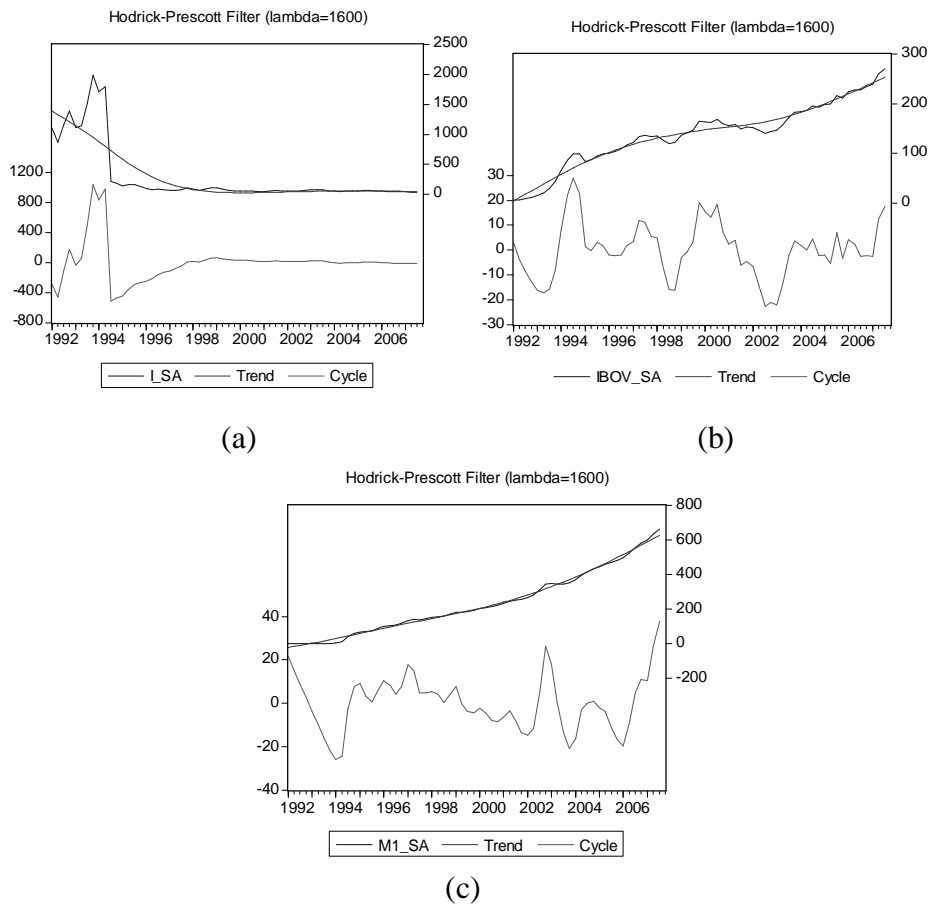 Hodrick-Prescott Filter (lambda=1600)
2500
2000
1500
1000
500
0
1200
800
400
0
-400
-800
1992 1994 1996 1998 2000 2002 2004 2006
I_SA Trend Cycle
(a)
Hodrick-Prescott Filter (lambda=1600)
300
200
100
0
30
20
10
0
-10
-20
-30
1992 1994 1996 1998 2000 2002 2004 2006
IBOV_SA Trend Cycle
(b)
Hodrick-Prescott Filter (lambda=1600)
800
600
400
200
0
-200
40
20
0
-20
-40
1992 1994 1996 1998 2000 2002 2004 2006
M1_SA Trend Cycle
(c)